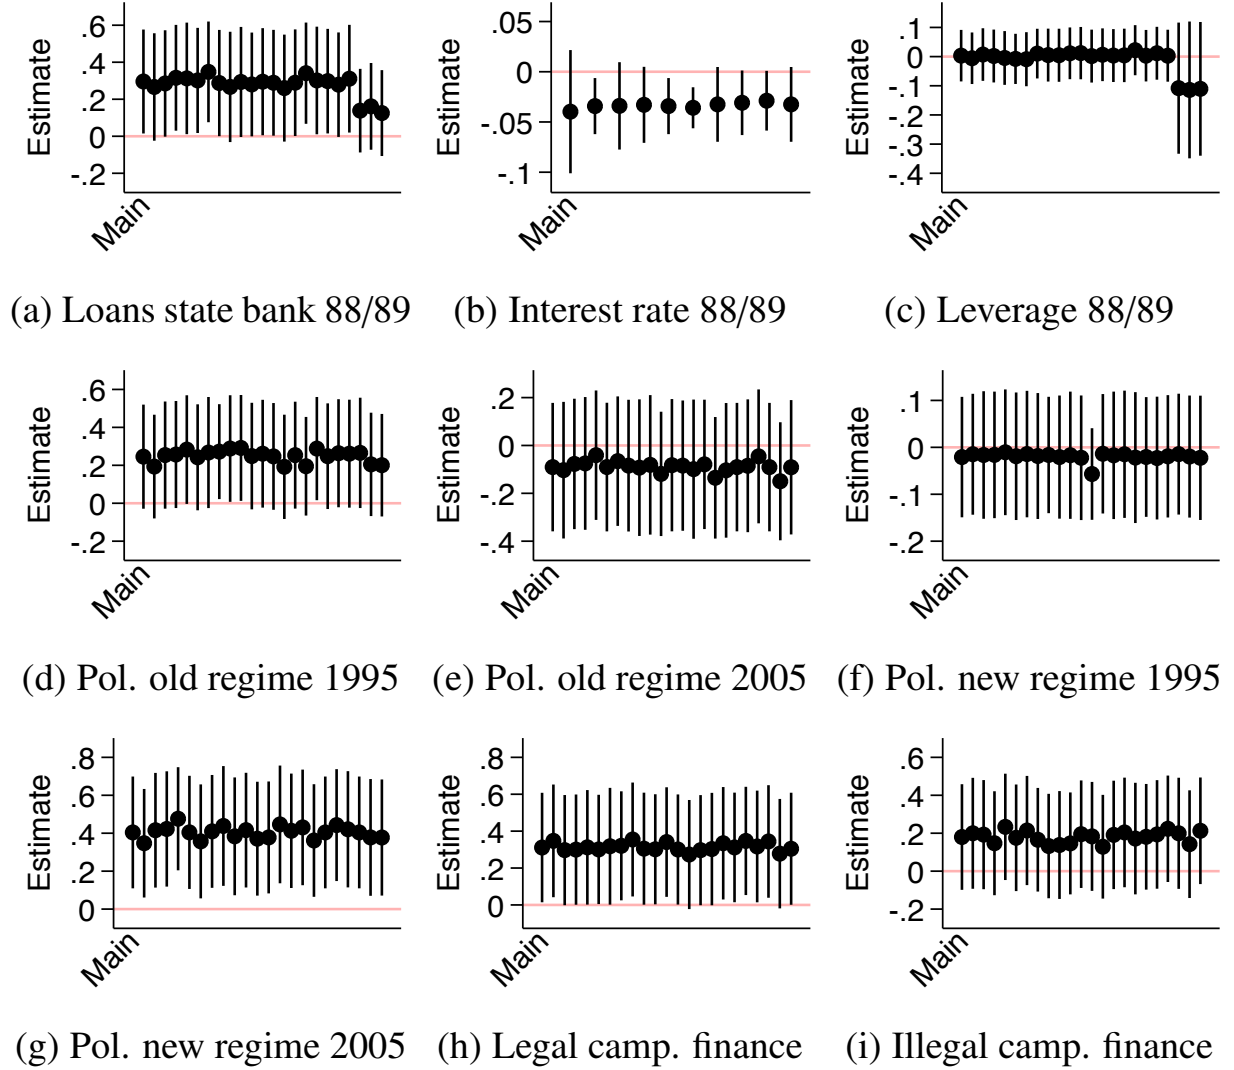 Estimate
.6
.4
.2
0
-.2
Main
(a) Loans state bank 88/89
Estimate
.05
0
-.05
-.1
Main
(b) Interest rate 88/89
Estimate
.1
0
-.1
-.2
-.3
-.4
Main
(c) Leverage 88/89
Estimate
.6
.4
.2
0
-.2
Main
(d) Pol. old regime 1995
Estimate
.2
0
-.2
-.4
Main
(e) Pol. old regime 2005
Estimate
.1
0
-.1
-.2
Main
(f) Pol. new regime 1995
Estimate
.8
.6
.4
.2
0
Main
(g) Pol. new regime 2005
Estimate
.8
.6
.4
.2
0
Main
(h) Legal camp. finance
Estimate
.6
.4
.2
0
-.2
Main
(i) Illegal camp. finance